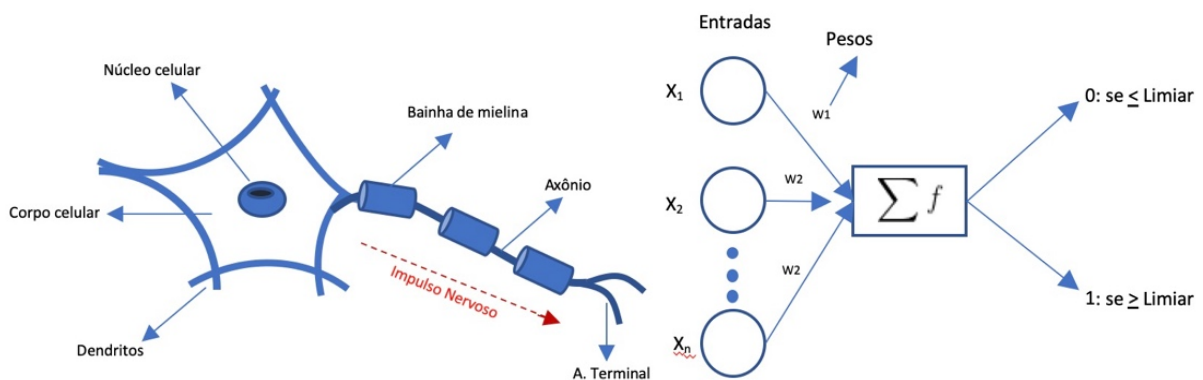 Núcleo celular
Bainha de mielina
Axônio
Corpo celular
Impulso Nervoso
Dendritos
A. Terminal
Entradas
Pesos
X1
W1
0: se ≤ Limiar
X2
W2
∑ f
W2
1: se ≥ Limiar
Xn